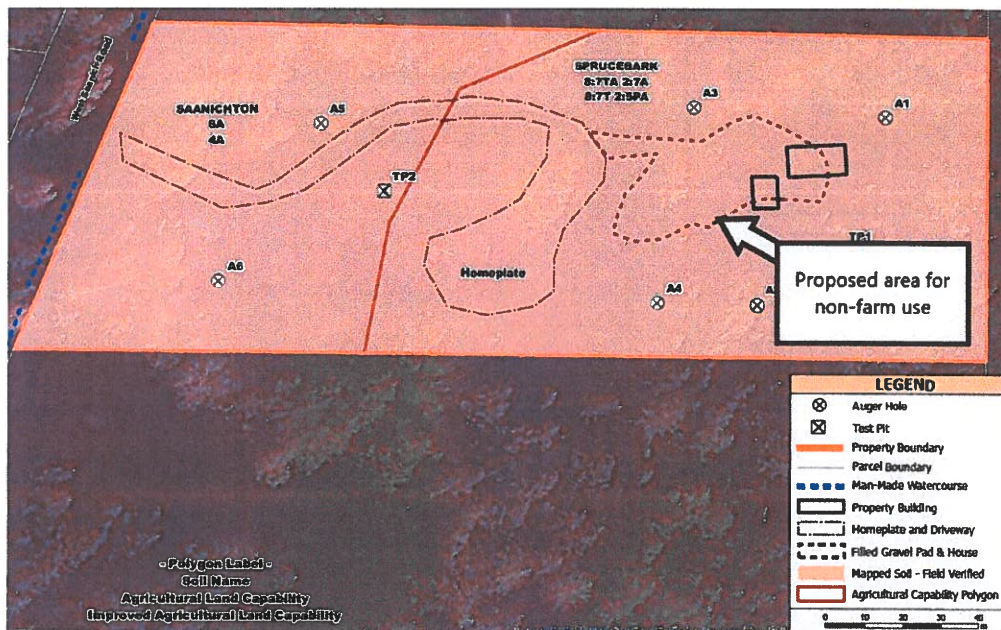 SPRUCEBARK
8:7TA 2:7A
8:7T 2:5PA
SAANICHTON
5A
4A
A5
A3
A1
TP2
TP1
Homeplate
A6
A4
Proposed area for
non-farm use
LEGEND
Auger Hole
Test Pit
Property Boundary
Parcel Boundary
Man-Made Watercourse
Property Building
Homeplate and Driveway
Filled Gravel Pad & House
Mapped Soil - Field Verified
Agricultural Capability Polygon
0 10 20 30 40
m
- Polygon Label -
Soil Name
Agricultural Land Capability
Improved Agricultural Land Capability